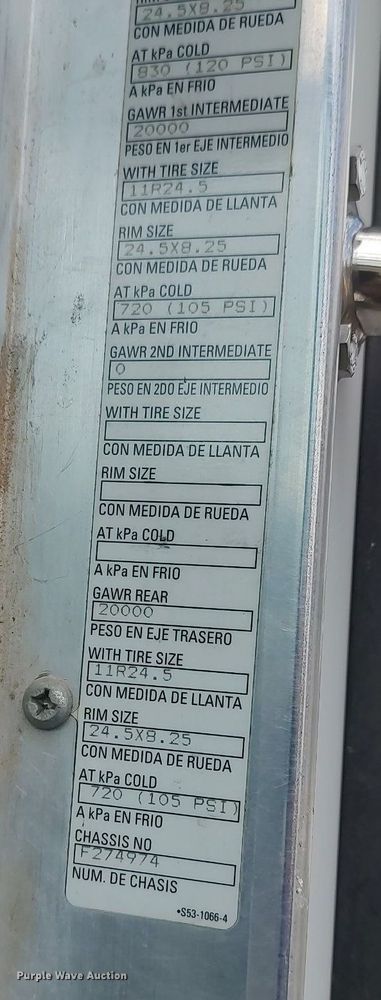 24.5X8.25
CON MEDIDA DE RUEDA
AT kPa COLD
830 (120 PSI)
A kPa EN FRIO
GAWR 1st INTERMEDIATE
20000
PESO EN 1er EJE INTERMEDIO
WITH TIRE SIZE
11R24.5
CON MEDIDA DE LLANTA
RIM SIZE
24.5X8.25
CON MEDIDA DE RUEDA
AT kPa COLD
720 (105 PSI)
A kPa EN FRIO
GAWR 2ND INTERMEDIATE
0
PESO EN 2DO EJE INTERMEDIO
WITH TIRE SIZE
CON MEDIDA DE LLANTA
RIM SIZE
CON MEDIDA DE RUEDA
AT kPa COLD
A kPa EN FRIO
GAWR REAR
20000
PESO EN EJE TRASERO
WITH TIRE SIZE
11R24.5
CON MEDIDA DE LLANTA
RIM SIZE
24.5X8.25
CON MEDIDA DE RUEDA
AT kPa COLD
720 (105 PSI)
A kPa EN FRIO
CHASSIS NO
F274974
NUM. DE CHASIS
•S53-1066-4
Purple Wave Auction